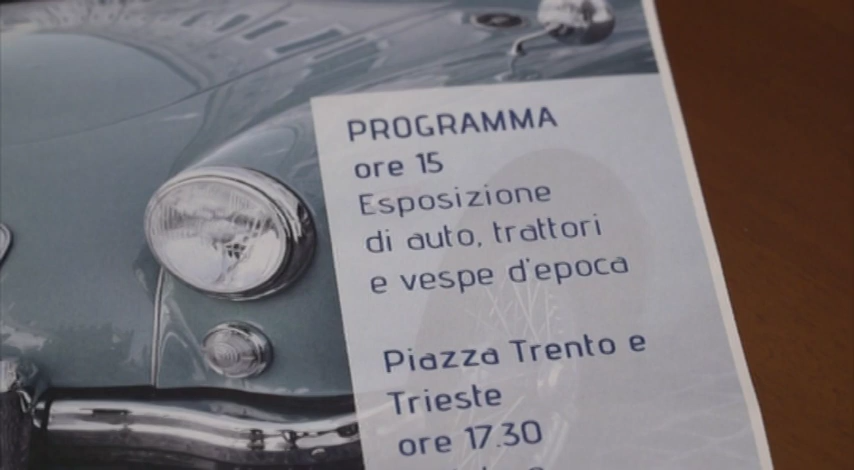 PROGRAMMA
ore 15
Esposizione
di auto, trattori
e vespe d'epoca
Piazza Trento e
Trieste
ore 17.30